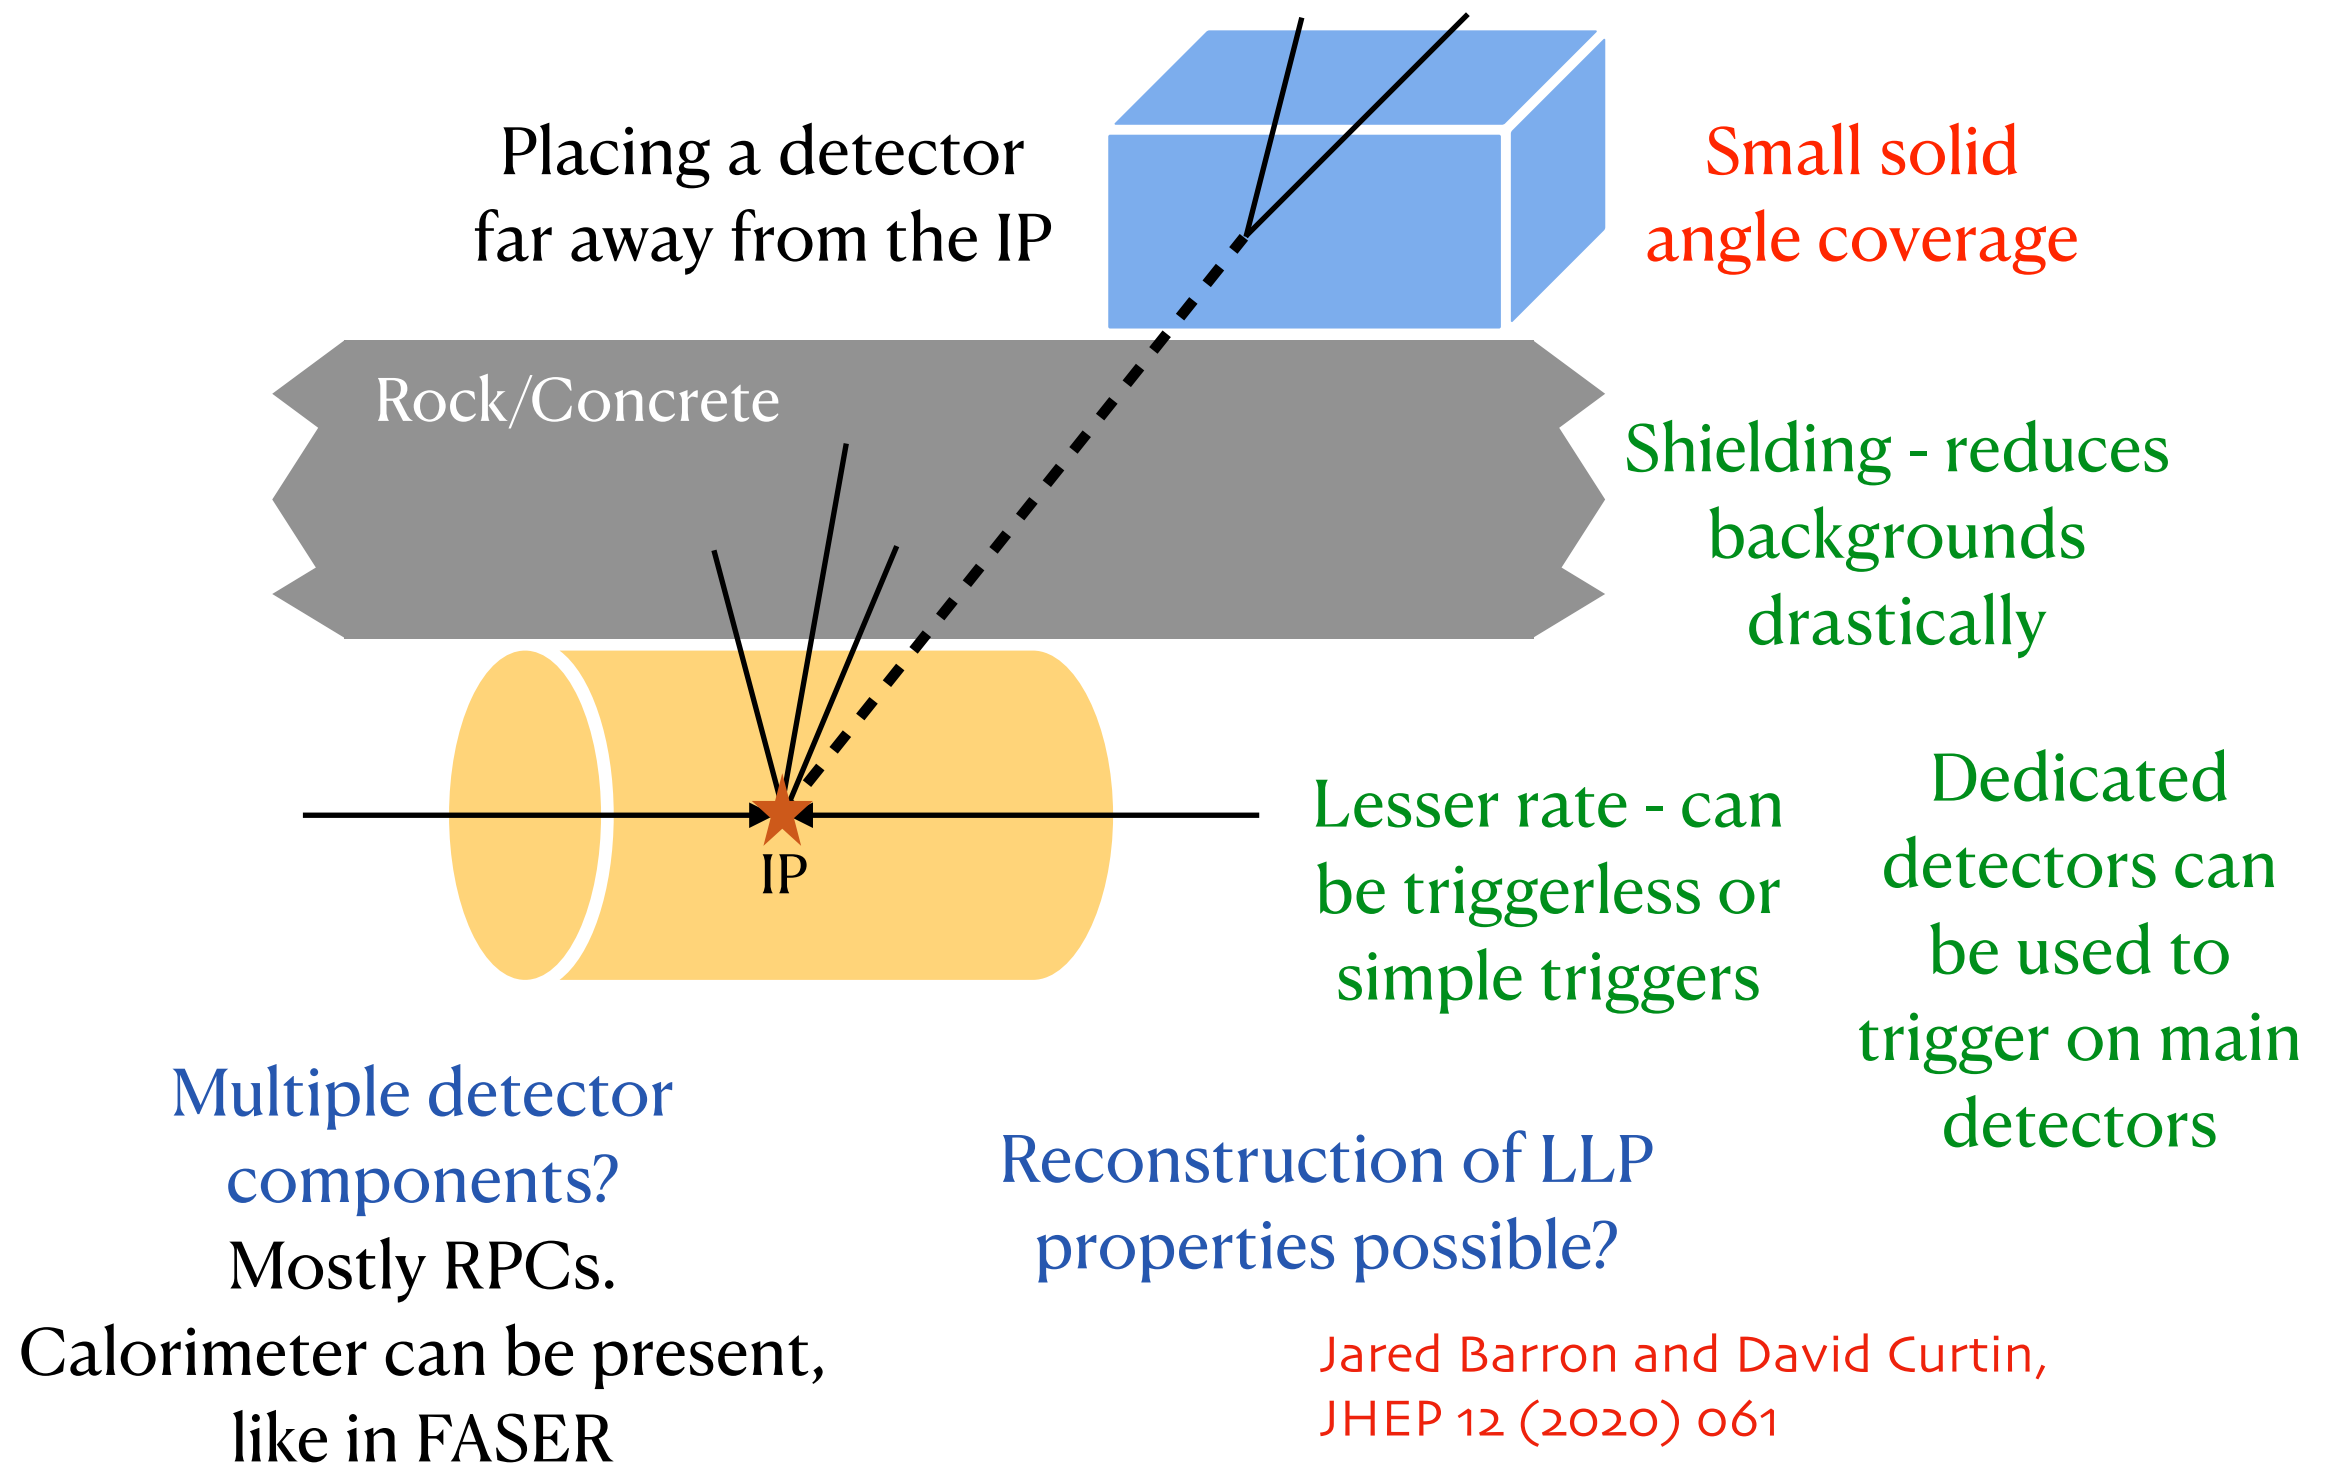 Placing a detector
far away from the IP
Small solid
angle coverage
Rock/Concrete
Shielding - reduces
backgrounds
drastically
IP
Lesser rate - can
be triggerless or
simple triggers
Dedicated
detectors can
be used to
trigger on main
detectors
Multiple detector
components?
Mostly RPCs.
Calorimeter can be present,
like in FASER
Reconstruction of LLP
properties possible?
Jared Barron and David Curtin,
JHEP 12 (2020) 061